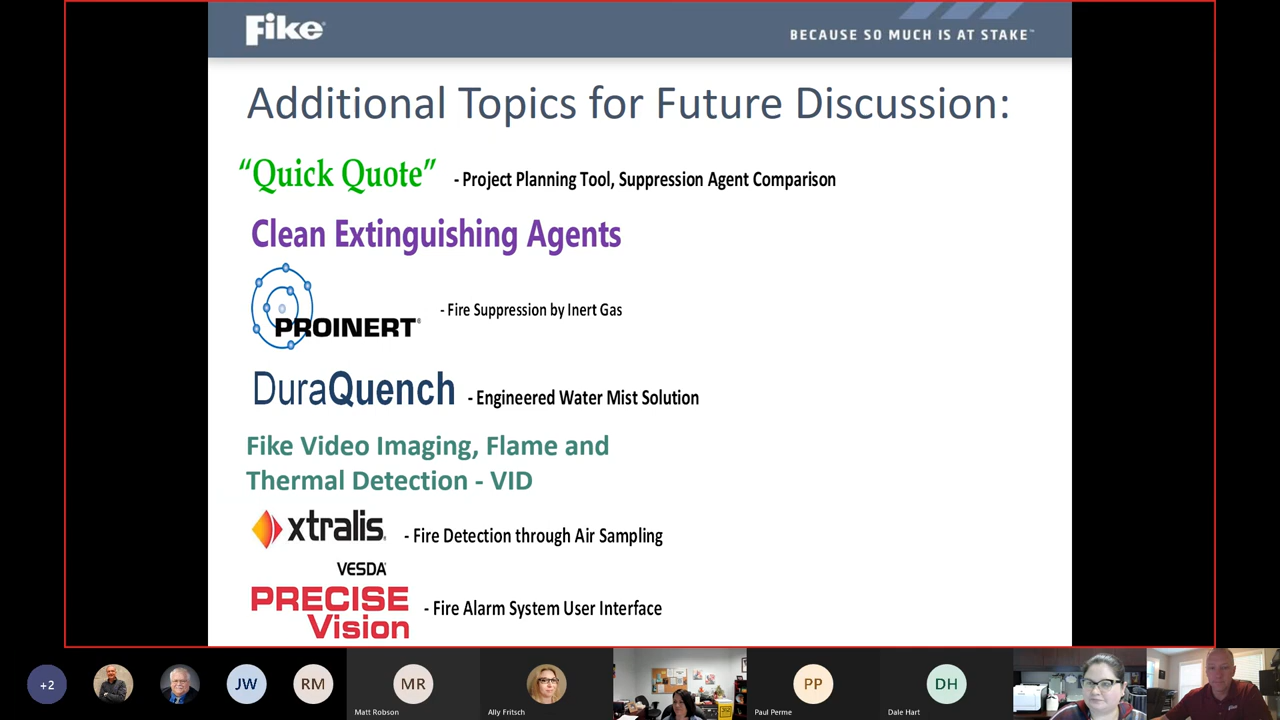 Fike
BECAUSE SO MUCH IS AT STAKE™
Additional Topics for Future Discussion:
“Quick Quote” - Project Planning Tool, Suppression Agent Comparison
Clean Extinguishing Agents
PROINERT® - Fire Suppression by Inert Gas
DuraQuench - Engineered Water Mist Solution
Fike Video Imaging, Flame and
Thermal Detection - VID
xtralis - Fire Detection through Air Sampling
VESDA
PRECISE
Vision - Fire Alarm System User Interface
+2
JW
RM
MR
Matt Robson
Ally Fritsch
PP
Paul Perme
DH
Dale Hart
Fike